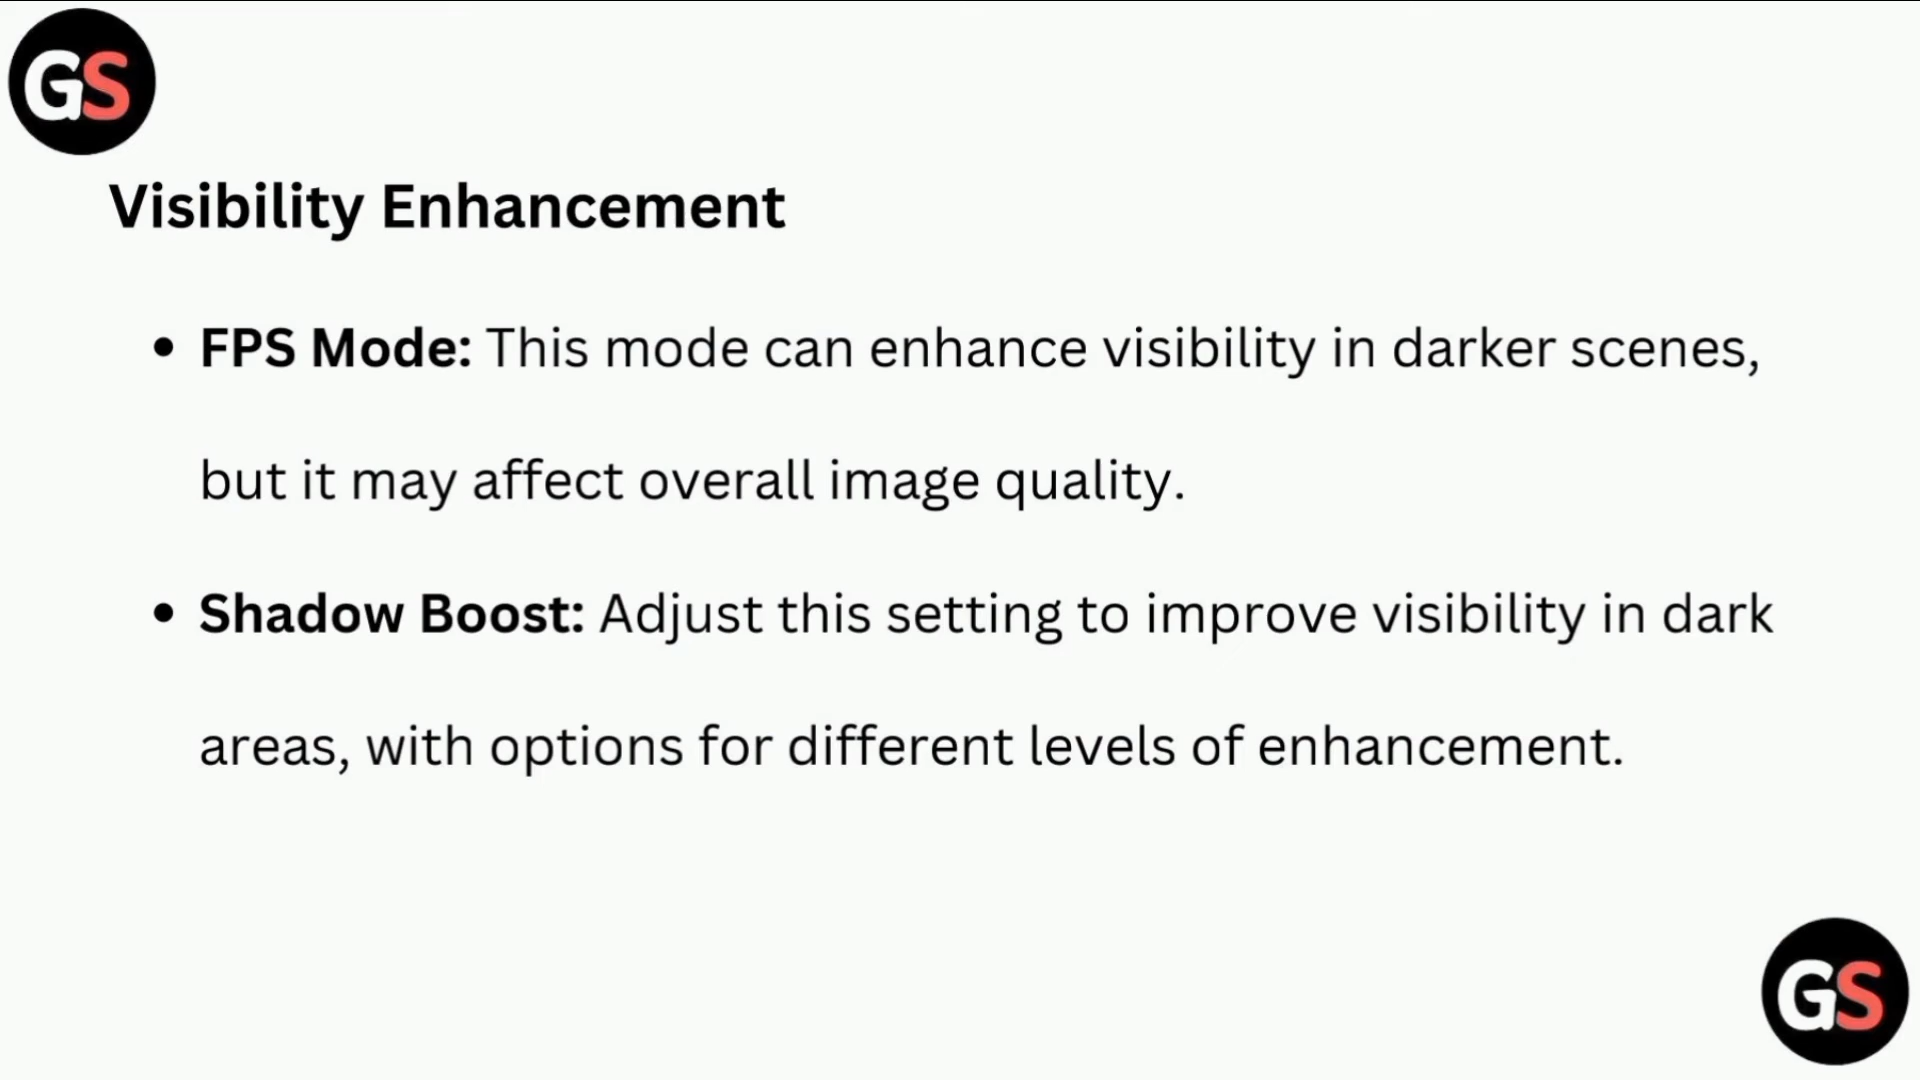 GS
Visibility Enhancement
• FPS Mode: This mode can enhance visibility in darker scenes,
but it may affect overall image quality.
• Shadow Boost: Adjust this setting to improve visibility in dark
areas, with options for different levels of enhancement.
GS